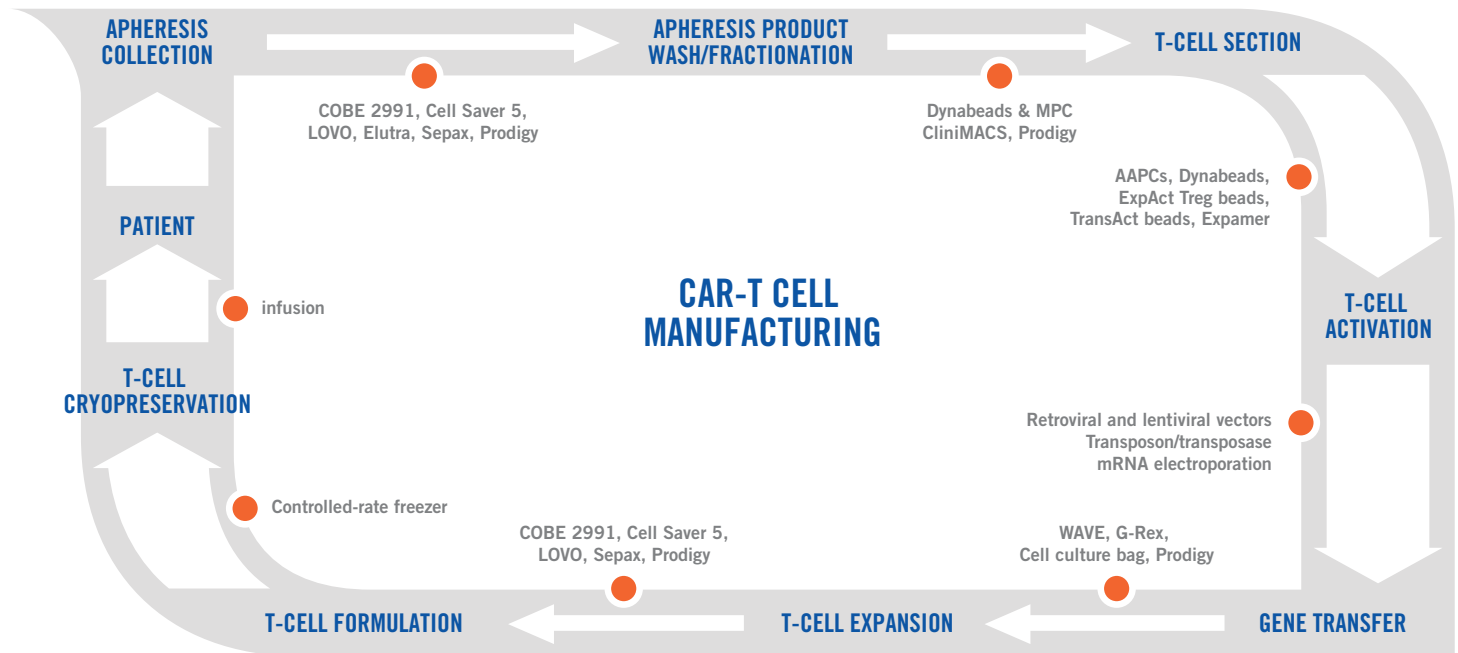 APHERESIS
COLLECTION
APHERESIS PRODUCT
WASH/FRACTIONATION
T-CELL SECTION
COBE 2991, Cell Saver 5,
LOVO, Elutra, Sepax, Prodigy
Dynabeads & MPC
CliniMACS, Prodigy
AAPCs, Dynabeads,
ExpAct Treg beads,
TransAct beads, Expamer
PATIENT
infusion
CAR-T CELL
MANUFACTURING
T-CELL
ACTIVATION
T-CELL
CRYOPRESERVATION
Retroviral and lentiviral vectors
Transposon/transposase
mRNA electroporation
Controlled-rate freezer
COBE 2991, Cell Saver 5,
LOVO, Sepax, Prodigy
WAVE, G-Rex,
Cell culture bag, Prodigy
T-CELL FORMULATION
T-CELL EXPANSION
GENE TRANSFER